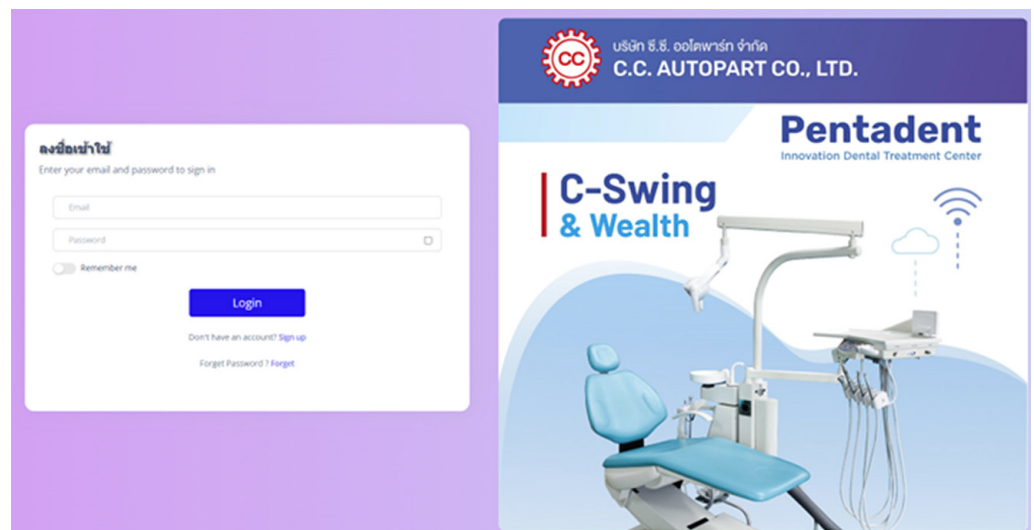 ลงชื่อเข้าใช้
Enter your email and password to sign in
Email
Password
Remember me
Login
Don't have an account? Sign up
Forget Password ? Forget
CC
บริษัท ซี.ซี. ออโตพาร์ท จำกัด
C.C. AUTOPART CO., LTD.
Pentadent
Innovation Dental Treatment Center
C-Swing
& Wealth